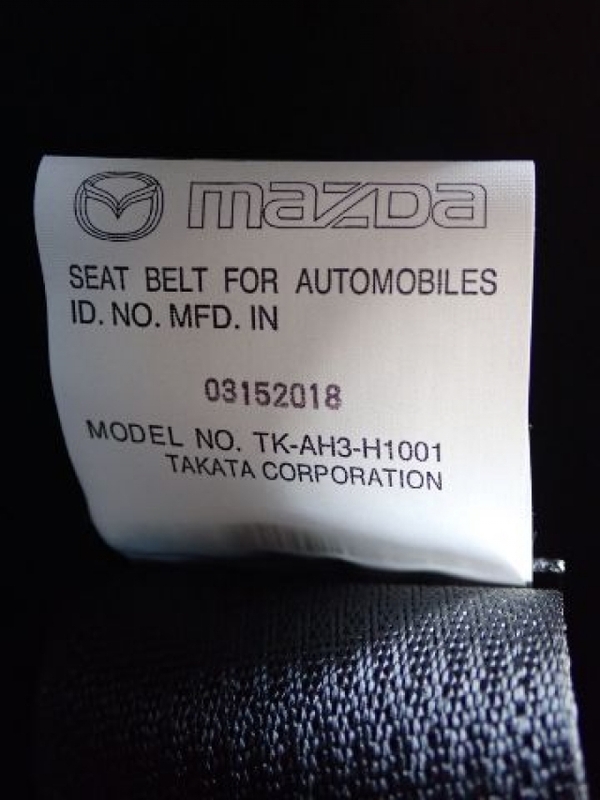 mazda
SEAT BELT FOR AUTOMOBILES
ID. NO. MFD. IN
03152018
MODEL NO. TK-AH3-H1001
TAKATA CORPORATION